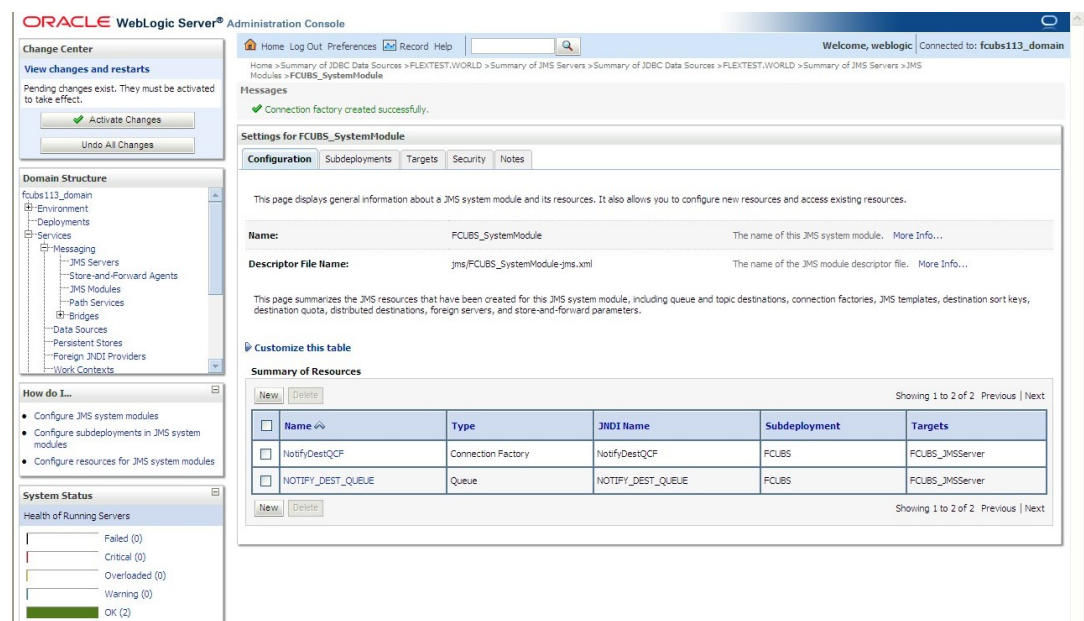 ORACLE WebLogic Server® Administration Console
Change Center
View changes and restarts
Pending changes exist. They must be activated
to take effect.
Activate Changes
Undo All Changes
Domain Structure
fcubs113_domain
Environment
Deployments
Services
Messaging
JMS Servers
Store-and-Forward Agents
JMS Modules
Path Services
Bridges
Data Sources
Persistent Stores
Foreign JNDI Providers
Work Contexts
How do I...
Configure JMS system modules
Configure subdeployments in JMS system
modules
Configure resources for JMS system modules
System Status
Health of Running Servers
Failed (0)
Critical (0)
Overloaded (0)
Warning (0)
OK (2)
Home Log Out Preferences Record Help
Welcome, weblogic Connected to: fcubs113_domain
Home >Summary of JDBC Data Sources >FLEXTEST.WORLD >Summary of JMS Servers >Summary of JDBC Data Sources >FLEXTEST.WORLD >Summary of JMS Servers >JMS
Modules >FCUBS_SystemModule
Messages
Connection factory created successfully.
Settings for FCUBS_SystemModule
Configuration Subdeployments Targets Security Notes
This page displays general information about a JMS system module and its resources. It also allows you to configure new resources and access existing resources.
Name: FCUBS_SystemModule The name of this JMS system module. More Info...
Descriptor File Name: jms/FCUBS_SystemModule-jms.xml The name of the JMS module descriptor file. More Info...
This page summarizes the JMS resources that have been created for this JMS system module, including queue and topic destinations, connection factories, JMS templates, destination sort keys,
destination quota, distributed destinations, foreign servers, and store-and-forward parameters.
Customize this table
Summary of Resources
New Delete Showing 1 to 2 of 2 Previous | Next
Name Type JNDI Name Subdeployment Targets
NotifyDestQCF Connection Factory NotifyDestQCF FCUBS FCUBS_JMSServer
NOTIFY_DEST_QUEUE Queue NOTIFY_DEST_QUEUE FCUBS FCUBS_JMSServer
New Delete Showing 1 to 2 of 2 Previous | Next